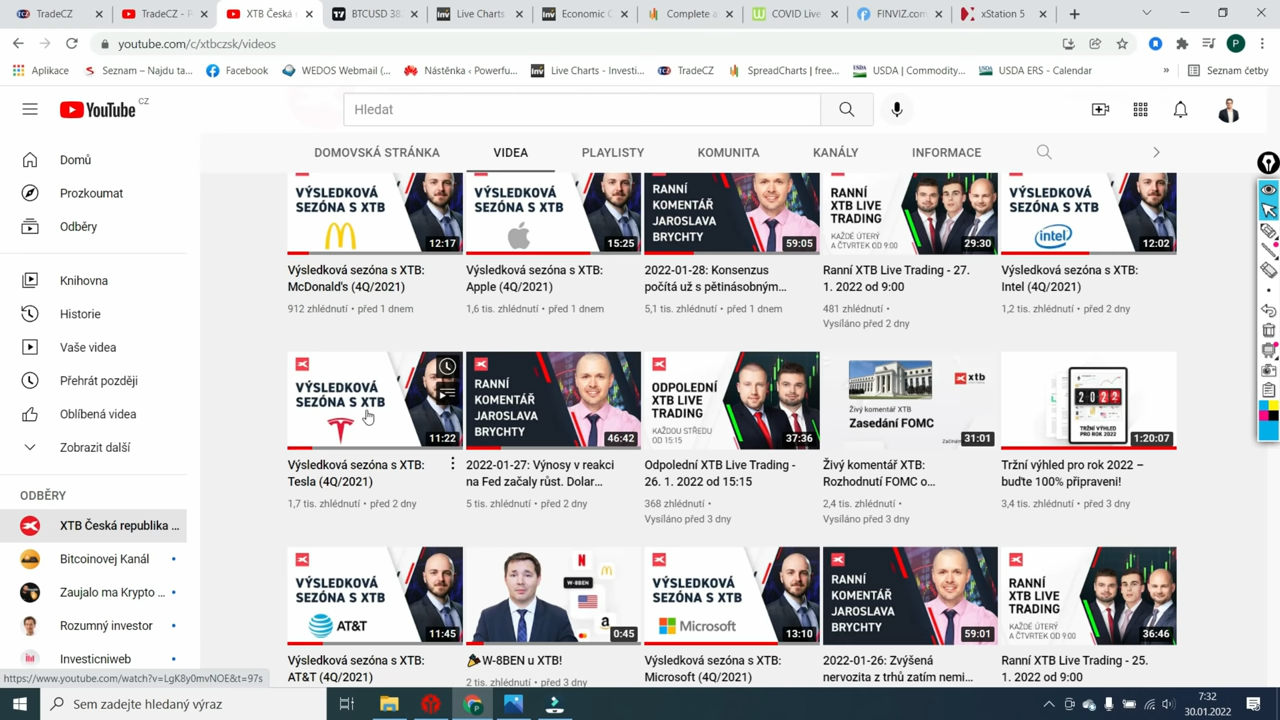 TradeCZ
TradeCZ - P
XTB Česká
BTCUSD 38
Live Charts
Economic C
Complete a
COVID Live
FINVIZ.com
xStation 5
youtube.com/c/xtbczsk/videos
P
Aplikace
Seznam – Najdu ta...
Facebook
WEDOS Webmail (...
Nástěnka ‹ Powerfu...
Live Charts - Investi...
TradeCZ
SpreadCharts | free...
USDA | Commodity...
USDA ERS - Calendar
»
Seznam četby
YouTube CZ
Hledat
DOMOVSKÁ STRÁNKA
VIDEA
PLAYLISTY
KOMUNITA
KANÁLY
INFORMACE
Domů
Prozkoumat
Odběry
Knihovna
Historie
Vaše videa
Přehrát později
Oblíbená videa
Zobrazit další
ODBĚRY
XTB Česká republika ...
Bitcoinovej Kanál
Zaujalo ma Krypto ...
Rozumný investor
Investicniweb
VÝSLEDKOVÁ
SEZÓNA S XTB
12:17
Výsledková sezóna s XTB:
McDonald's (4Q/2021)
912 zhlédnutí • před 1 dnem
VÝSLEDKOVÁ
SEZÓNA S XTB
15:25
Výsledková sezóna s XTB:
Apple (4Q/2021)
1,6 tis. zhlédnutí • před 1 dnem
RANNÍ
KOMENTÁŘ
JAROSLAVA
BRYCHTY
59:05
2022-01-28: Konsenzus
počítá už s pětinásobným...
5,1 tis. zhlédnutí • před 1 dnem
RANNÍ
XTB LIVE
TRADING
KAŽDÉ ÚTERÝ
A ČTVRTEK OD 9:00
29:30
Ranní XTB Live Trading - 27.
1. 2022 od 9:00
481 zhlédnutí •
Vysíláno před 2 dny
VÝSLEDKOVÁ
SEZÓNA S XTB
intel
12:02
Výsledková sezóna s XTB:
Intel (4Q/2021)
1,2 tis. zhlédnutí • před 2 dny
VÝSLEDKOVÁ
SEZÓNA S XTB
11:22
Výsledková sezóna s XTB:
Tesla (4Q/2021)
1,7 tis. zhlédnutí • před 2 dny
RANNÍ
KOMENTÁŘ
JAROSLAVA
BRYCHTY
46:42
2022-01-27: Výnosy v reakci
na Fed začaly růst. Dolar...
5 tis. zhlédnutí • před 2 dny
ODPOLEDNÍ
XTB LIVE
TRADING
KAŽDOU STŘEDU
OD 15:15
37:36
Odpolední XTB Live Trading -
26. 1. 2022 od 15:15
368 zhlédnutí •
Vysíláno před 3 dny
xtb
Živý komentář XTB
Zasedání FOMC
31:01
Živý komentář XTB:
Rozhodnutí FOMC o...
2,4 tis. zhlédnutí •
Vysíláno před 3 dny
2022
TRŽNÍ VÝHLED
PRO ROK 2022
1:20:07
Tržní výhled pro rok 2022 –
buďte 100% připraveni!
3,4 tis. zhlédnutí • před 3 dny
VÝSLEDKOVÁ
SEZÓNA S XTB
AT&T
11:45
Výsledková sezóna s XTB:
AT&T (4Q/2021)
N
W-8BEN
a
0:45
W-8BEN u XTB!
2 tis. zhlédnutí • před 3 dny
VÝSLEDKOVÁ
SEZÓNA S XTB
Microsoft
13:10
Výsledková sezóna s XTB:
Microsoft (4Q/2021)
RANNÍ
KOMENTÁŘ
JAROSLAVA
BRYCHTY
59:01
2022-01-26: Zvýšená
nervozita z trhů zatím nemi...
RANNÍ
XTB LIVE
TRADING
KAŽDÉ ÚTERÝ
A ČTVRTEK OD 9:00
36:46
Ranní XTB Live Trading - 25.
1. 2022 od 9:00
https://www.youtube.com/watch?v=LgK8y0mvNOE&t=97s
Sem zadejte hledaný výraz
7:32
30.01.2022